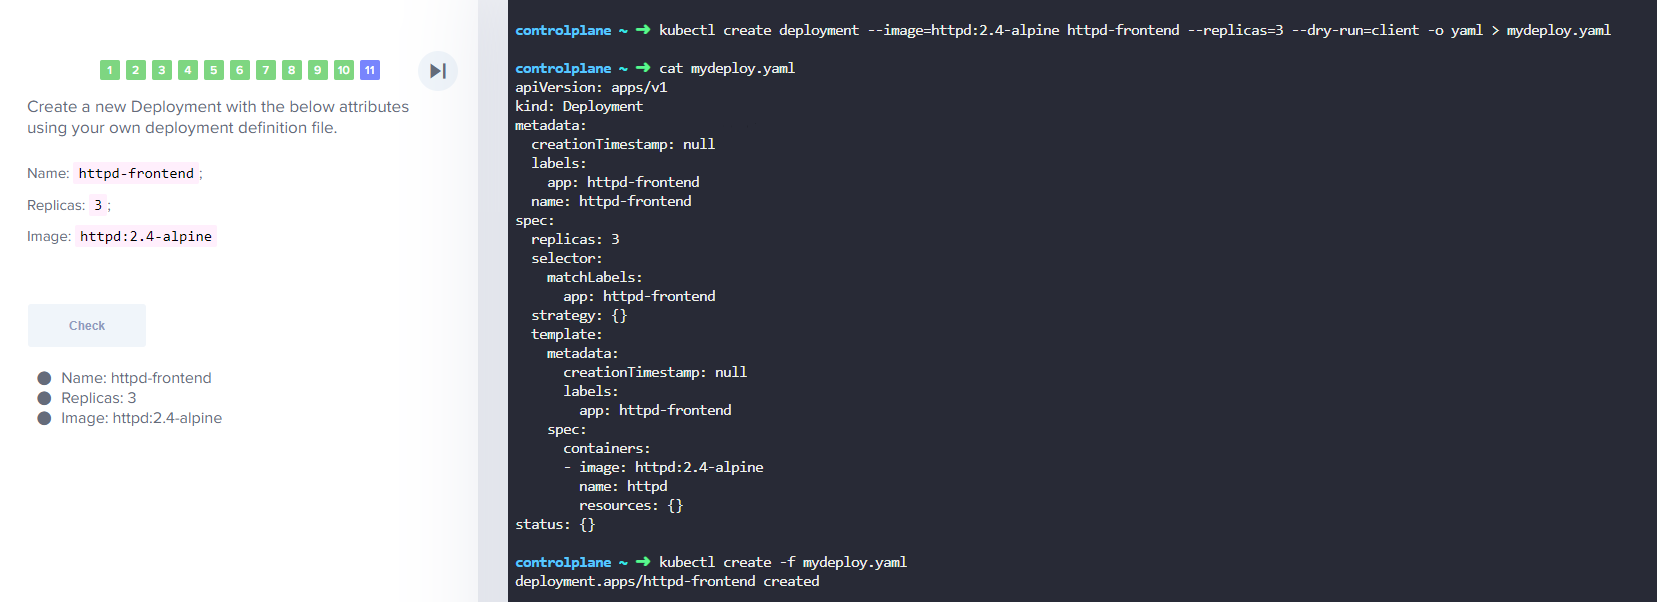 1 2 3 4 5 6 7 8 9 10 11
Create a new Deployment with the below attributes
using your own deployment definition file.
Name: httpd-frontend;
Replicas: 3;
Image: httpd:2.4-alpine
Check
Name: httpd-frontend
Replicas: 3
Image: httpd:2.4-alpine
controlplane ~ ➜ kubectl create deployment --image=httpd:2.4-alpine httpd-frontend --replicas=3 --dry-run=client -o yaml > mydeploy.yaml
controlplane ~ ➜ cat mydeploy.yaml
apiVersion: apps/v1
kind: Deployment
metadata:
  creationTimestamp: null
  labels:
    app: httpd-frontend
  name: httpd-frontend
spec:
  replicas: 3
  selector:
    matchLabels:
      app: httpd-frontend
  strategy: {}
  template:
    metadata:
      creationTimestamp: null
      labels:
        app: httpd-frontend
    spec:
      containers:
      - image: httpd:2.4-alpine
        name: httpd
        resources: {}
status: {}
controlplane ~ ➜ kubectl create -f mydeploy.yaml
deployment.apps/httpd-frontend created